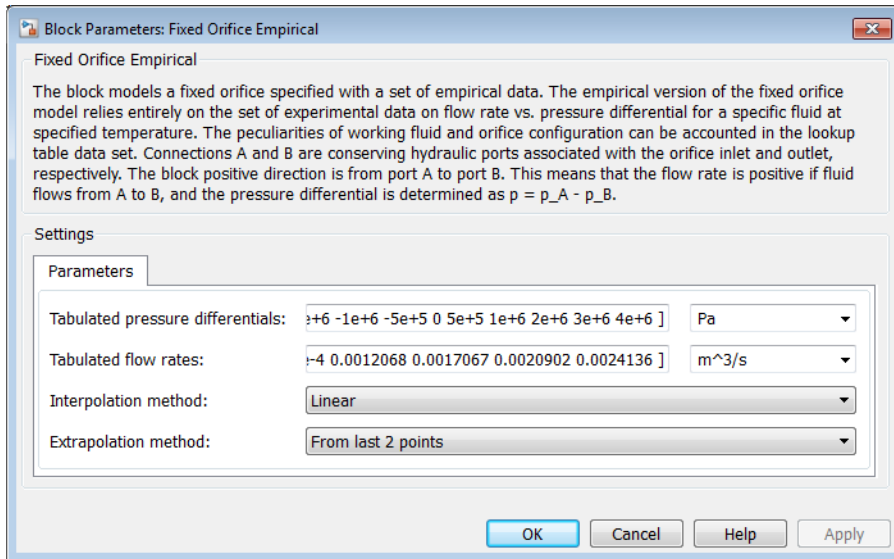 Block Parameters: Fixed Orifice Empirical
Fixed Orifice Empirical
The block models a fixed orifice specified with a set of empirical data. The empirical version of the fixed orifice
model relies entirely on the set of experimental data on flow rate vs. pressure differential for a specific fluid at
specified temperature. The peculiarities of working fluid and orifice configuration can be accounted in the lookup
table data set. Connections A and B are conserving hydraulic ports associated with the orifice inlet and outlet,
respectively. The block positive direction is from port A to port B. This means that the flow rate is positive if fluid
flows from A to B, and the pressure differential is determined as p = p_A - p_B.
Settings
Parameters
Tabulated pressure differentials: e+6 -1e+6 -5e+5 0 5e+5 1e+6 2e+6 3e+6 4e+6 ] Pa
Tabulated flow rates: e-4 0.0012068 0.0017067 0.0020902 0.0024136 ] m^3/s
Interpolation method: Linear
Extrapolation method: From last 2 points
OK Cancel Help Apply